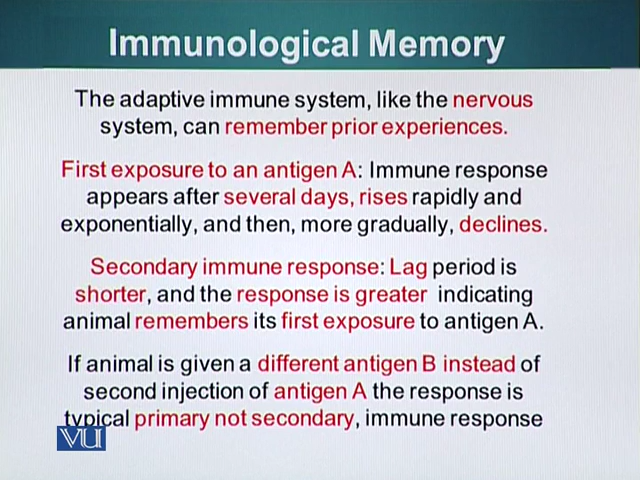 Immunological Memory
The adaptive immune system, like the nervous
system, can remember prior experiences.
First exposure to an antigen A: Immune response
appears after several days, rises rapidly and
exponentially, and then, more gradually, declines.
Secondary immune response: Lag period is
shorter, and the response is greater indicating
animal remembers its first exposure to antigen A.
If animal is given a different antigen B instead of
second injection of antigen A the response is
typical primary not secondary, immune response
VU